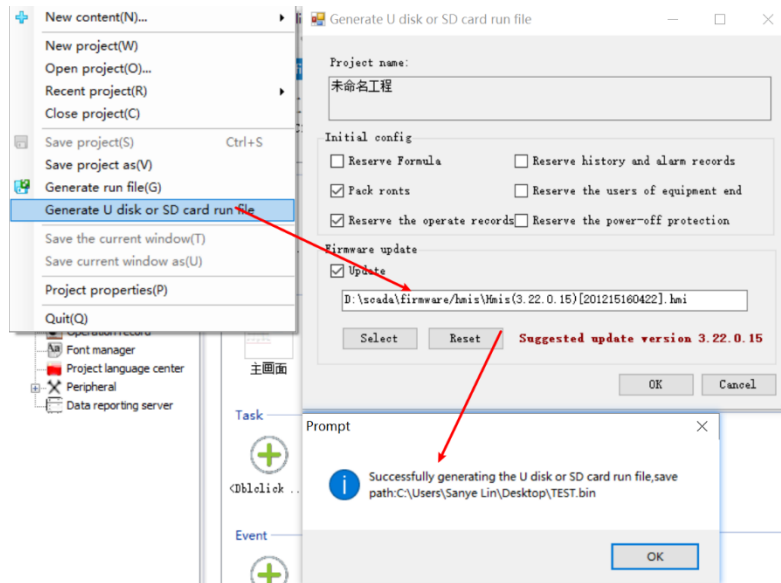 New content(N)...
New project(W)
Open project(O)...
Recent project(R)
Close project(C)
Save project(S) Ctrl+S
Save project as(V)
Generate run file(G)
Generate U disk or SD card run file
Save the current window(T)
Save current window as(U)
Project properties(P)
Quit(Q)
Operation record
Font manager
Project language center
Peripheral
Data reporting server
主画面
Task
<Dblclick ..
Event
Generate U disk or SD card run file
Project name:
未命名工程
Initial config
Reserve Formula
Reserve history and alarm records
Pack ronts
Reserve the users of equipment end
Reserve the operate records
Reserve the power-off protection
Firmware update
Update
D:\scada\firmware/hmis\Hmis(3.22.0.15)[201215160422].hmi
Select Reset Suggested update version 3.22.0.15
OK Cancel
Prompt
Successfully generating the U disk or SD card run file,save
path:C:\Users\Sanye Lin\Desktop\TEST.bin
OK